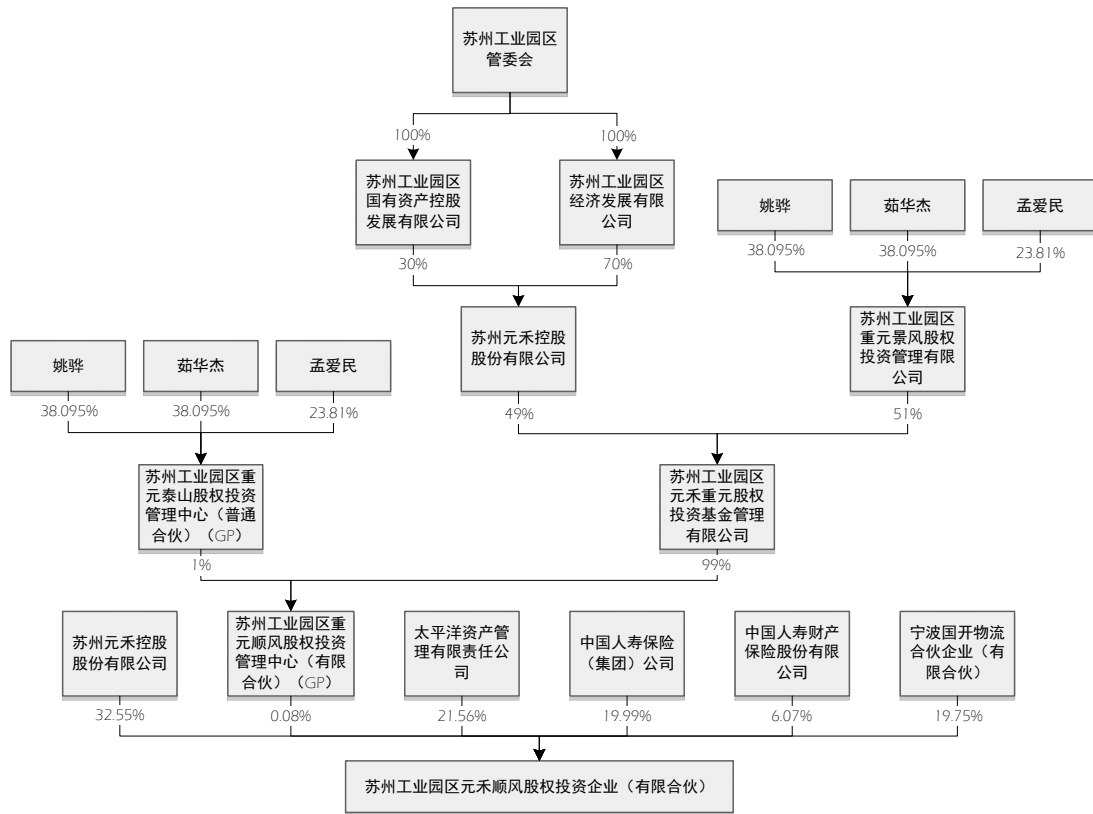 苏州工业园区
管委会
100%
100%
苏州工业园区
国有资产控股
发展有限公司
苏州工业园区
经济发展有限
公司
姚骅
茹华杰
孟爱民
30%
70%
38.095%
38.095%
23.81%
苏州元禾控股
股份有限公司
苏州工业园区
重元景风股权
投资管理有限
公司
姚骅
茹华杰
孟爱民
38.095%
38.095%
23.81%
49%
51%
苏州工业园区重
元泰山股权投资
管理中心（普通
合伙）（GP）
苏州工业园区
元禾重元股权
投资基金管理
有限公司
1%
99%
苏州元禾控股
股份有限公司
苏州工业园区重
元顺风股权投资
管理中心（有限
合伙）（GP）
太平洋资产管
理有限责任公
司
中国人寿保险
（集团）公司
中国人寿财产
保险股份有限
公司
宁波国开物流
合伙企业（有
限合伙）
32.55%
0.08%
21.56%
19.99%
6.07%
19.75%
苏州工业园区元禾顺风股权投资企业（有限合伙）